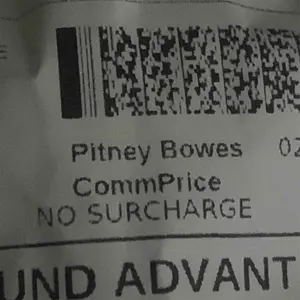 E
Pitney Bowes 02
CommPrice
NO SURCHARGE
UND ADVANT